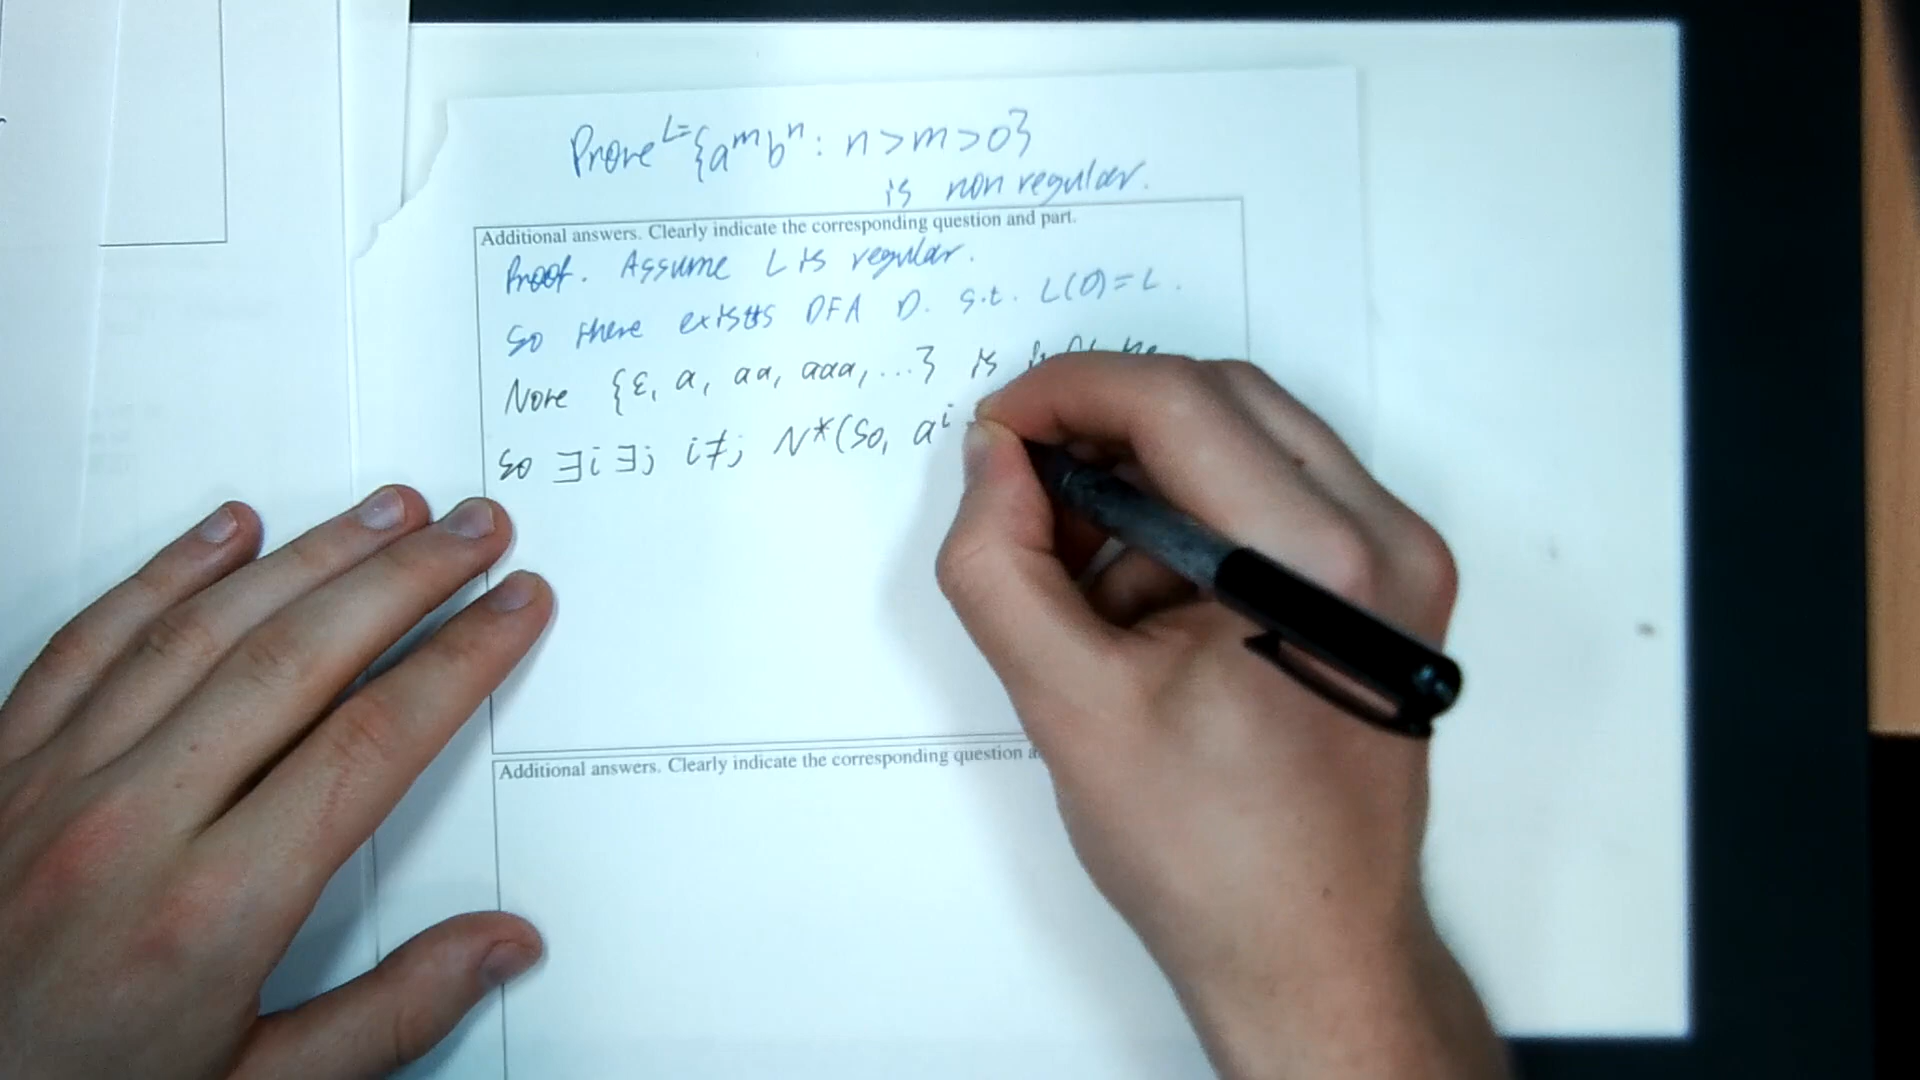 Prove L= {a^m b^n : n > m > 0}
is non regular.
Additional answers. Clearly indicate the corresponding question and part.
Proof. Assume L is regular.
So there exists DFA D. s.t. L(D)=L.
Note {ε, a, aa, aaa, ...} is
So ∃i ∃j i≠j N*(S0, a^i
Additional answers. Clearly indicate the corresponding question